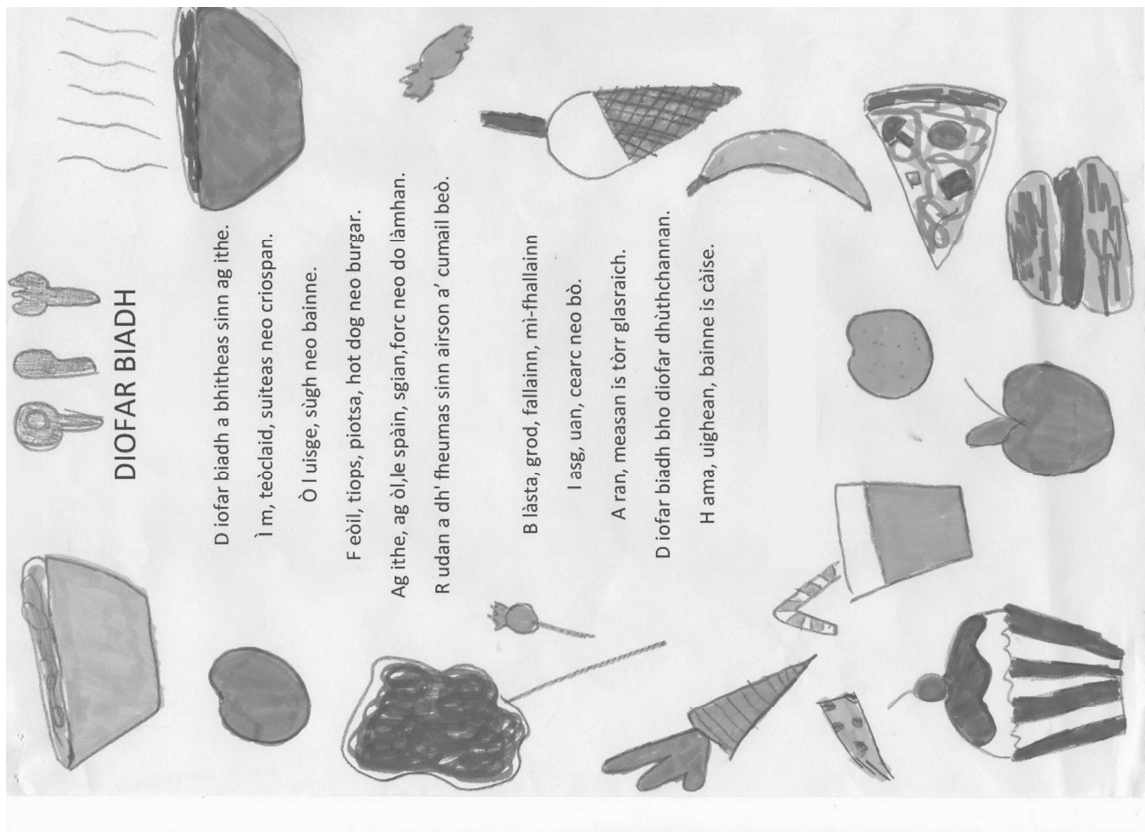 DIOFAR BIADH
D iofar biadh a bhitheas sinn ag ithe.
Ì m, teòclaid, suiteas neo criospan.
Ò l uisge, sùgh neo bainne.
F eòil, tiops, piotsa, hot dog neo burgar.
Ag ithe, ag òl,le spàin, sgian,forc neo do làmhan.
R udan a dh' fheumas sinn airson a' cumail beò.
B làsta, grod, fallainn, mì-fhallainn
I asg, uan, cearc neo bò.
A ran, measan is tòrr glasraich.
D iofar biadh bho diofar dhùthchannan.
H ama, uighean, bainne is càise.